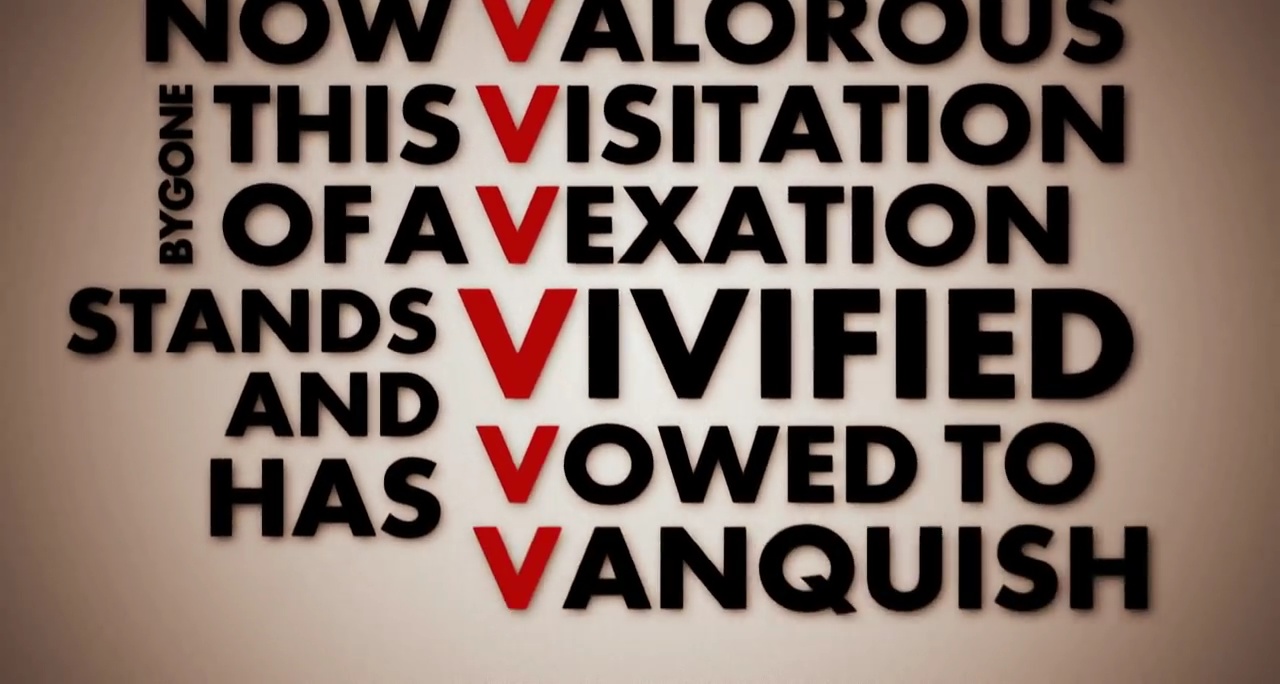 NOW VALOROUS
THIS VISITATION
OF A BYGONE VEXATION
STANDS VIVIFIED
AND
HAS VOWED TO
VANQUISH